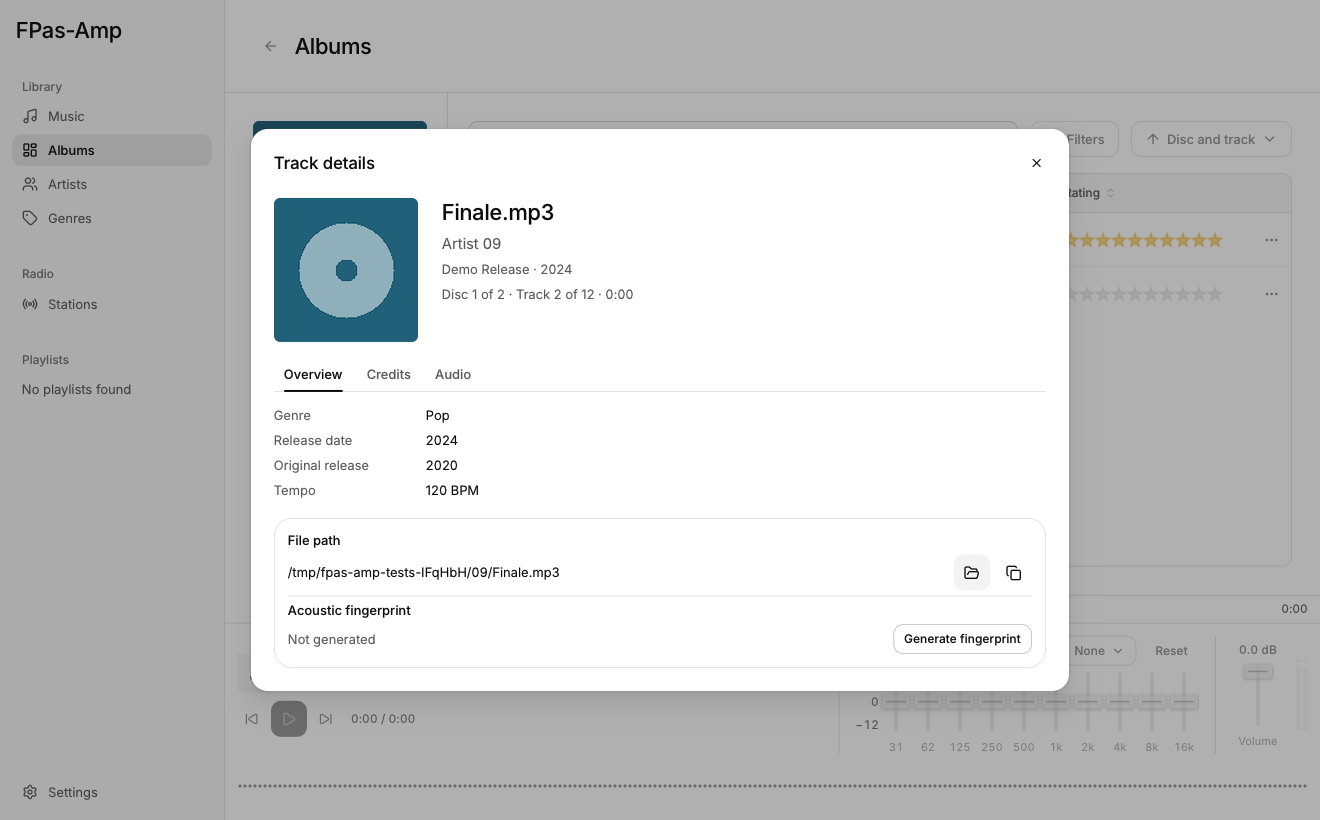 FPas-Amp
Library
Music
Albums
Artists
Genres
Radio
Stations
Playlists
No playlists found
Settings
Albums
Filters
Disc and track
Rating
Track details
Finale.mp3
Artist 09
Demo Release · 2024
Disc 1 of 2 · Track 2 of 12 · 0:00
Overview Credits Audio
Genre Pop
Release date 2024
Original release 2020
Tempo 120 BPM
File path
/tmp/fpas-amp-tests-IFqHbH/09/Finale.mp3
Acoustic fingerprint
Not generated
Generate fingerprint
0:00
None Reset 0.0 dB
0
−12
0:00 / 0:00
31 62 125 250 500 1k 2k 4k 8k 16k
Volume